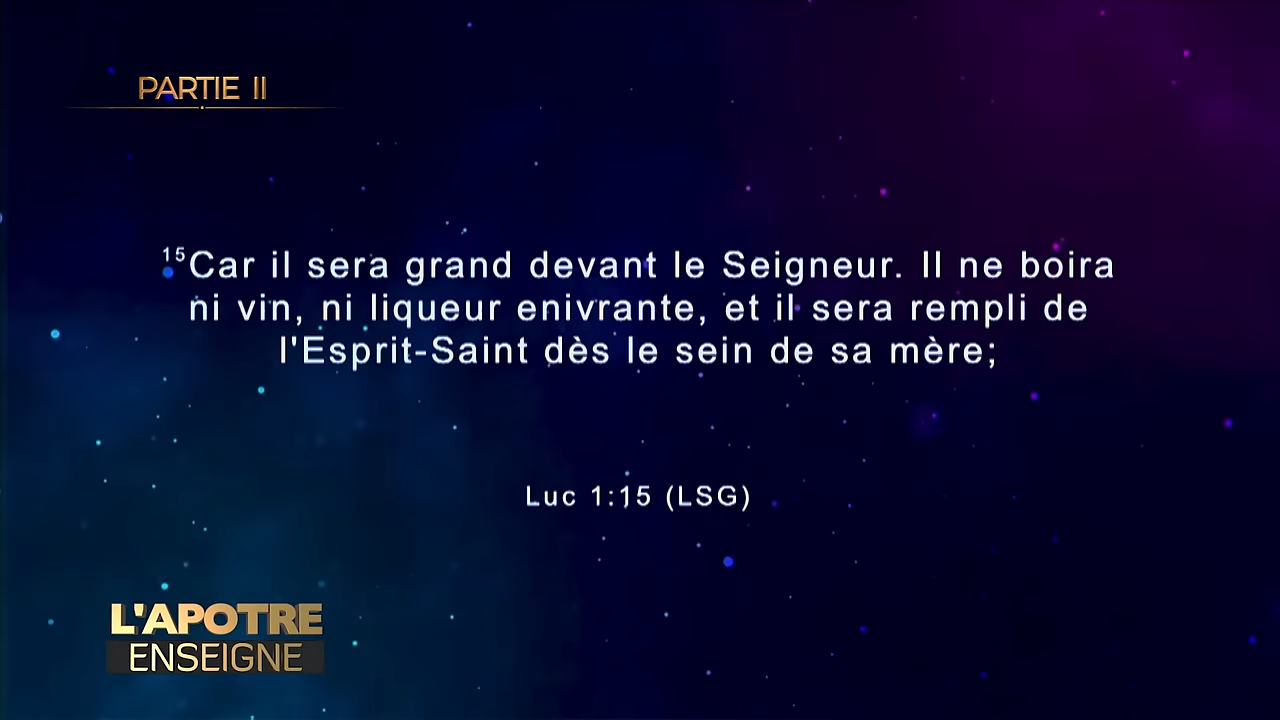 PARTIE II
¹⁵Car il sera grand devant le Seigneur. Il ne boira
ni vin, ni liqueur enivrante, et il sera rempli de
l'Esprit-Saint dès le sein de sa mère;
Luc 1:15 (LSG)
L'APOTRE
ENSEIGNE